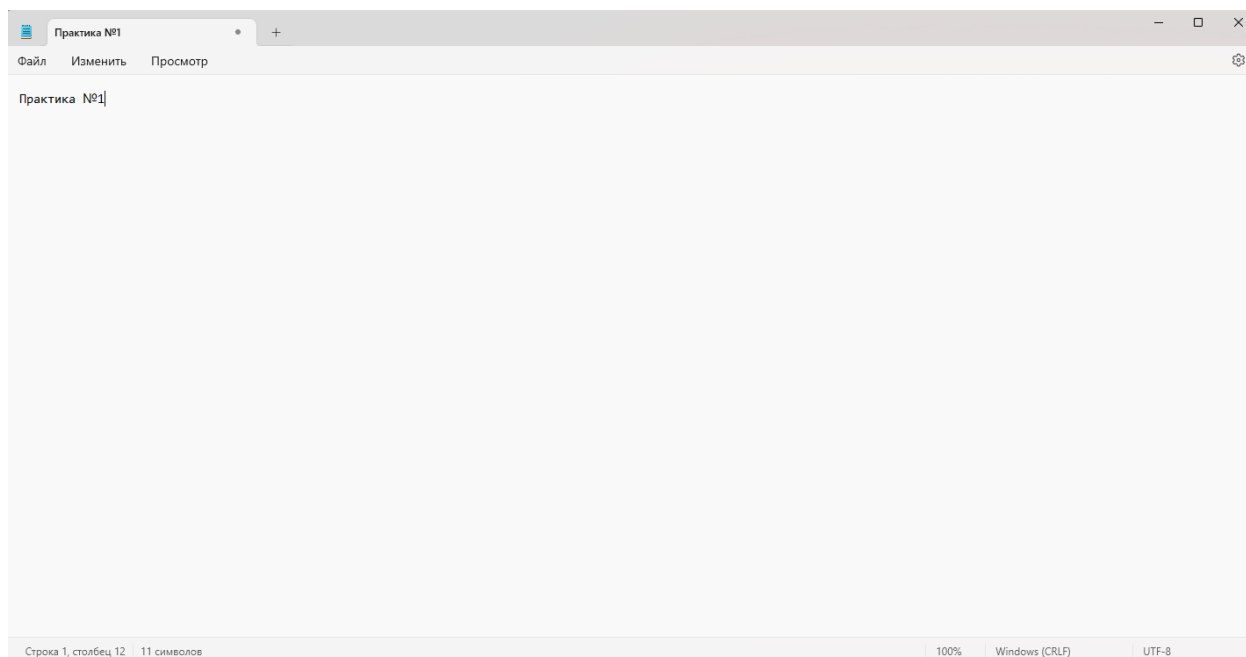 Практика №1
Файл Изменить Просмотр
Практика №1
Строка 1, столбец 12 11 символов 100% Windows (CRLF) UTF-8